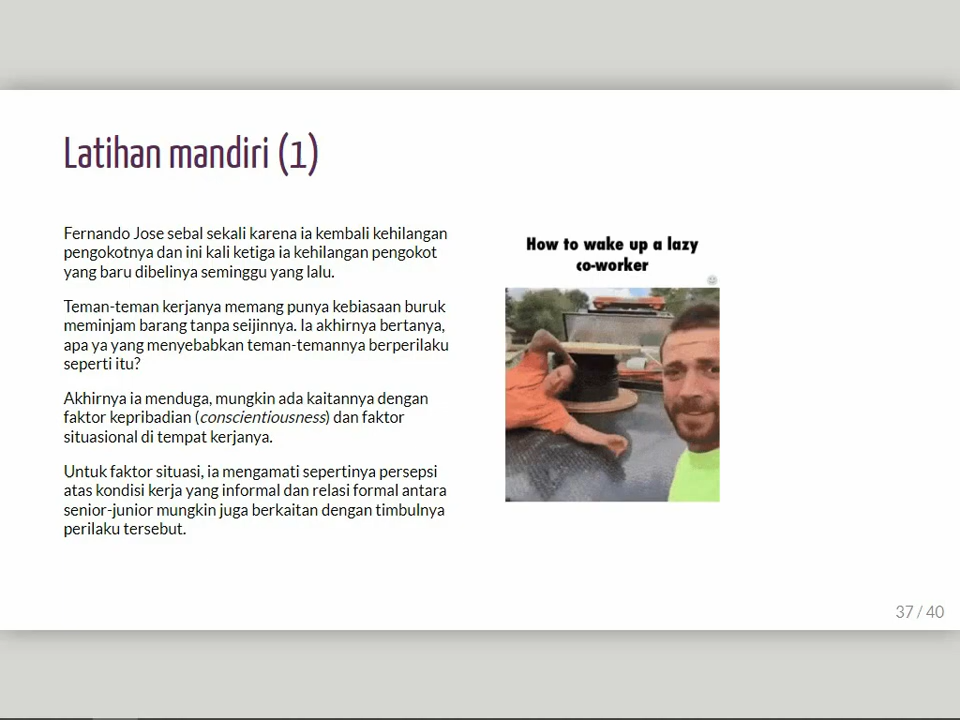 Latihan mandiri (1)
Fernando Jose sebal sekali karena ia kembali kehilangan
pengokotnya dan ini kali ketiga ia kehilangan pengokot
yang baru dibelinya seminggu yang lalu.
Teman-teman kerjanya memang punya kebiasaan buruk
meminjam barang tanpa seijinnya. Ia akhirnya bertanya,
apa ya yang menyebabkan teman-temannya berperilaku
seperti itu?
Akhirnya ia menduga, mungkin ada kaitannya dengan
faktor kepribadian (conscientiousness) dan faktor
situasional di tempat kerjanya.
Untuk faktor situasi, ia mengamati sepertinya persepsi
atas kondisi kerja yang informal dan relasi formal antara
senior-junior mungkin juga berkaitan dengan timbulnya
perilaku tersebut.
How to wake up a lazy
co-worker
37 / 40